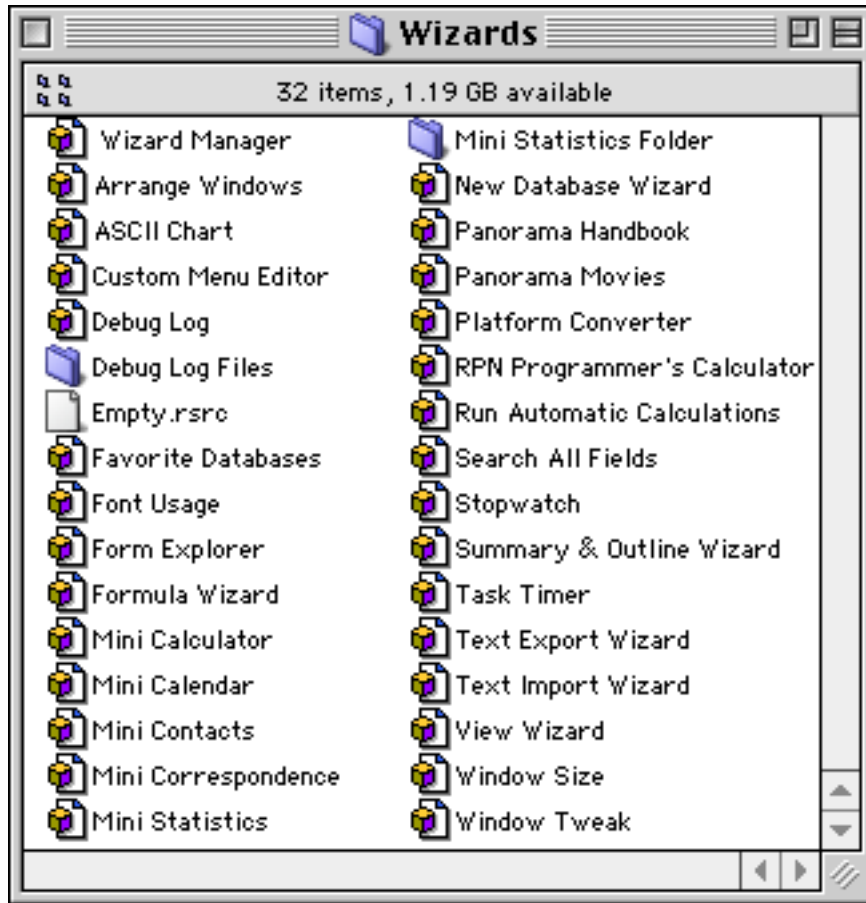 Wizards
32 items, 1.19 GB available
Wizard Manager
Arrange Windows
ASCII Chart
Custom Menu Editor
Debug Log
Debug Log Files
Empty.rsrc
Favorite Databases
Font Usage
Form Explorer
Formula Wizard
Mini Calculator
Mini Calendar
Mini Contacts
Mini Correspondence
Mini Statistics
Mini Statistics Folder
New Database Wizard
Panorama Handbook
Panorama Movies
Platform Converter
RPN Programmer's Calculator
Run Automatic Calculations
Search All Fields
Stopwatch
Summary & Outline Wizard
Task Timer
Text Export Wizard
Text Import Wizard
View Wizard
Window Size
Window Tweak